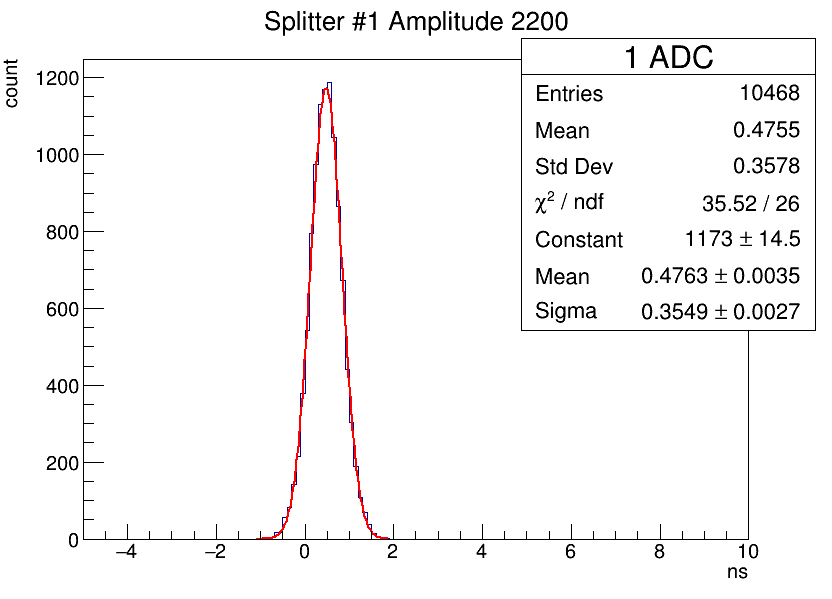 Splitter #1 Amplitude 2200
count
1 ADC
Entries 10468
Mean 0.4755
Std Dev 0.3578
χ² / ndf 35.52 / 26
Constant 1173 ± 14.5
Mean 0.4763 ± 0.0035
Sigma 0.3549 ± 0.0027
1200
1000
800
600
400
200
0
−4 −2 0 2 4 6 8 10
ns